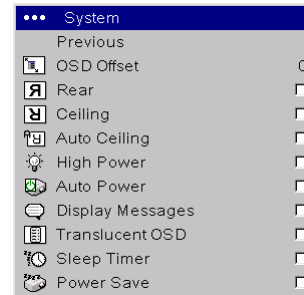 System
Previous
OSD Offset 0
Rear
Ceiling
Auto Ceiling
High Power
Auto Power
Display Messages
Translucent OSD
Sleep Timer
Power Save